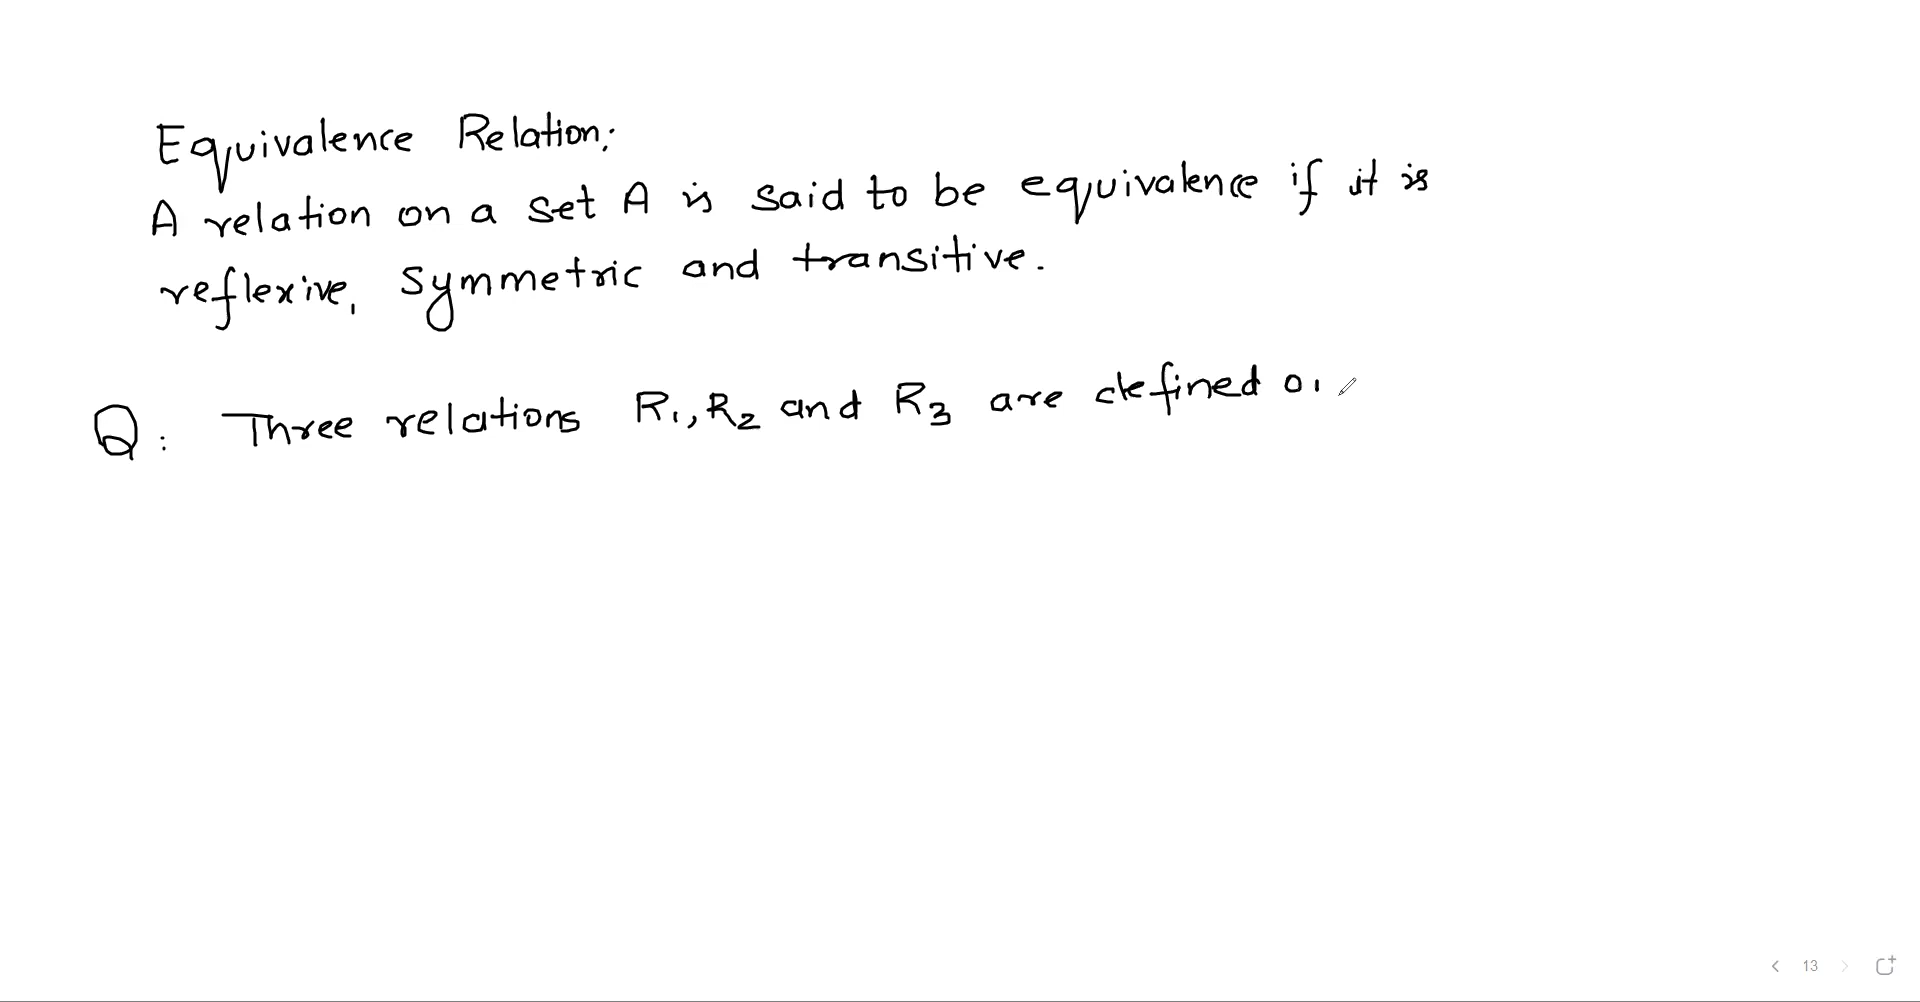 Equivalence Relation:
A relation on a set A is said to be equivalence if it is
reflexive, symmetric and transitive.
Q: Three relations R₁, R₂ and R₃ are defined
13